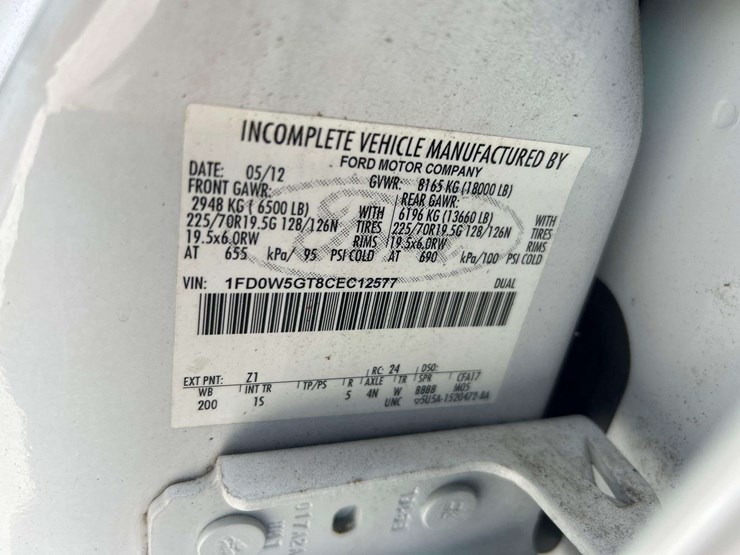 INCOMPLETE VEHICLE MANUFACTURED BY
FORD MOTOR COMPANY
DATE: 05/12 GVWR: 8165 KG (18000 LB)
FRONT GAWR: REAR GAWR:
2948 KG ( 6500 LB) WITH 6196 KG (13660 LB) WITH
225/70R19.5G 128/126N TIRES 225/70R19.5G 128/126N TIRES
19.5x6.0RW RIMS 19.5x6.0RW RIMS
AT 655 kPa/ 95 PSI COLD AT 690 kPa/100 PSI COLD
VIN: 1FD0W5GT8CEC12577 DUAL
EXT PNT: Z1 RC: 24 DSO:
WB INT TR TP/PS R AXLE TR SPR CFA17
200 1S 5 4N W BBBB M05
UNC